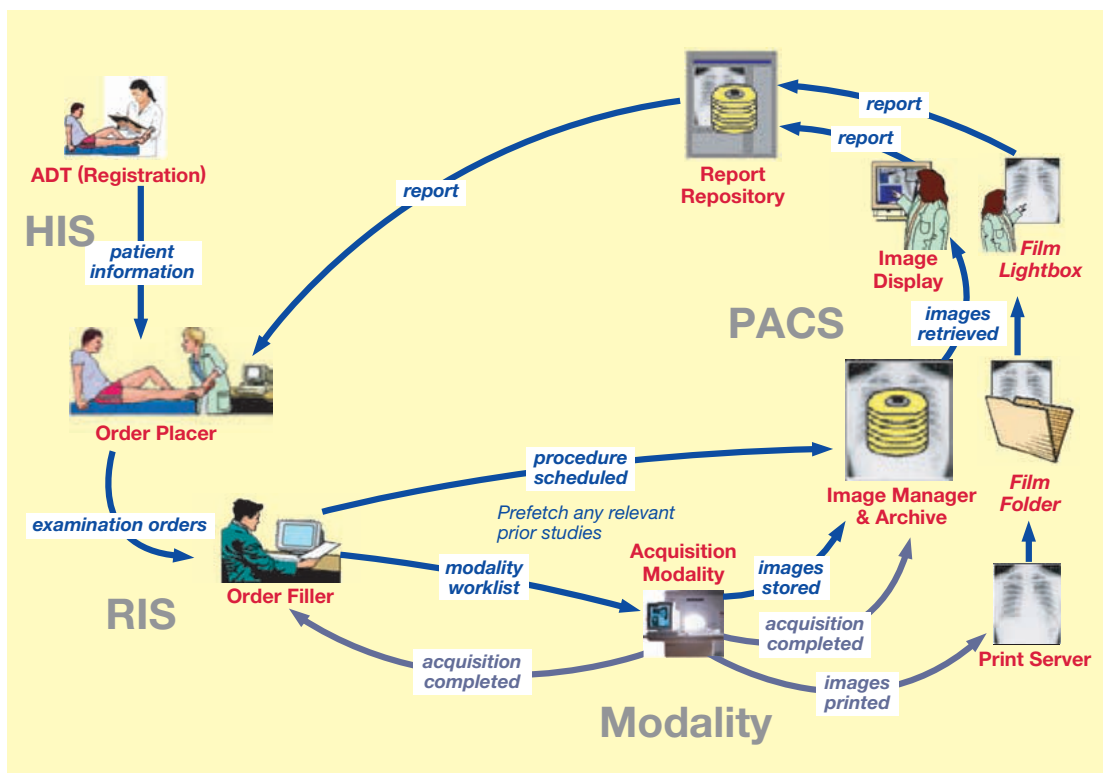 ADT (Registration)
HIS
patient
information
Order Placer
examination orders
RIS
Order Filler
report
Report
Repository
report
report
Image
Display
Film
Lightbox
PACS
images
retrieved
procedure
scheduled
Prefetch any relevant
prior studies
Image Manager
& Archive
Film
Folder
modality
worklist
Acquisition
Modality
images
stored
acquisition
completed
acquisition
completed
images
printed
Print Server
Modality